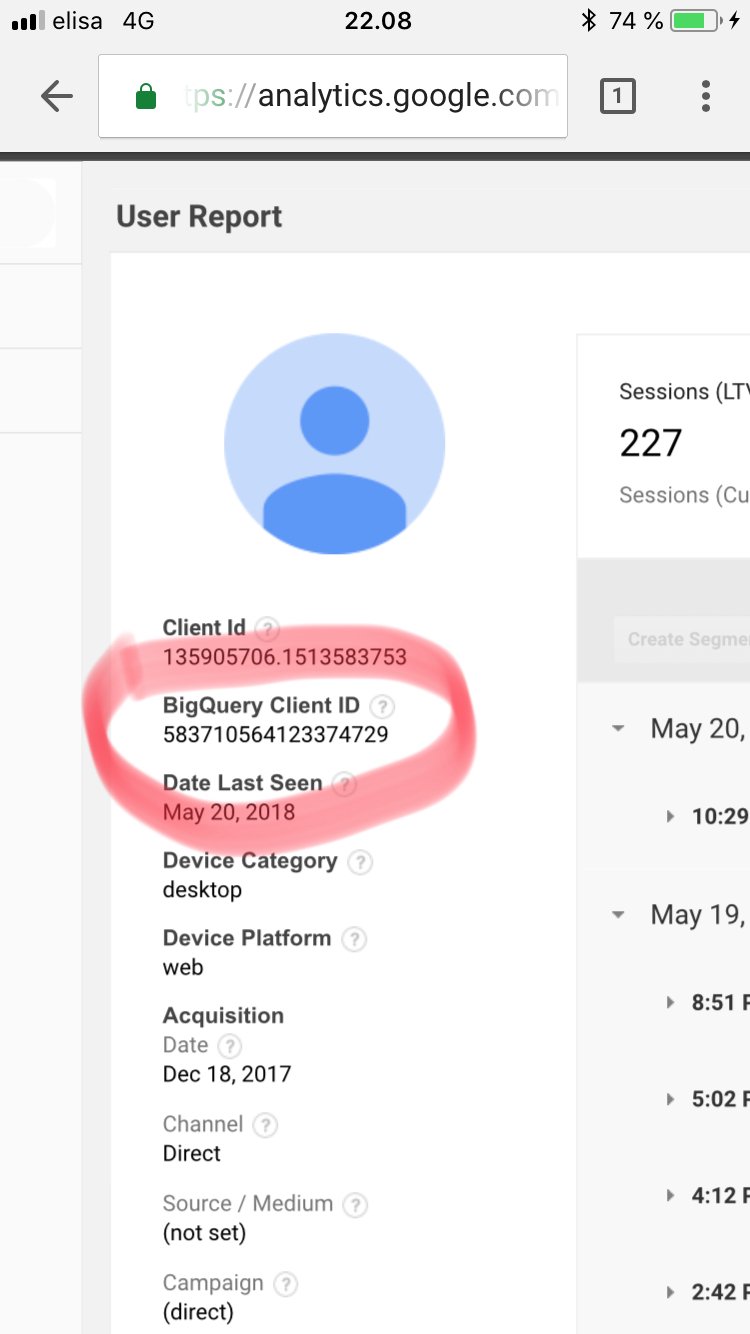 elisa 4G 22.08 74 %
tps://analytics.google.com 1
User Report
Sessions (LTV
227
Sessions (Cu
Create Segme
Client Id ?
135905706.1513583753
BigQuery Client ID ?
583710564123374729
Date Last Seen ?
May 20, 2018
Device Category ?
desktop
Device Platform ?
web
Acquisition
Date ?
Dec 18, 2017
Channel ?
Direct
Source / Medium ?
(not set)
Campaign ?
(direct)
May 20,
10:29
May 19,
8:51 P
5:02 P
4:12 P
2:42 P